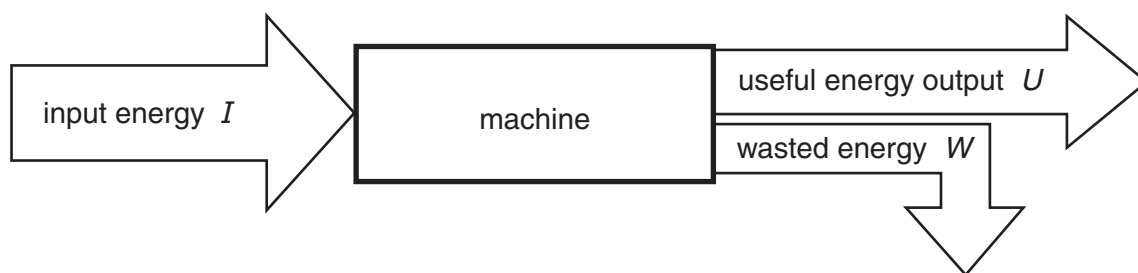 input energy I
machine
useful energy output U
wasted energy W